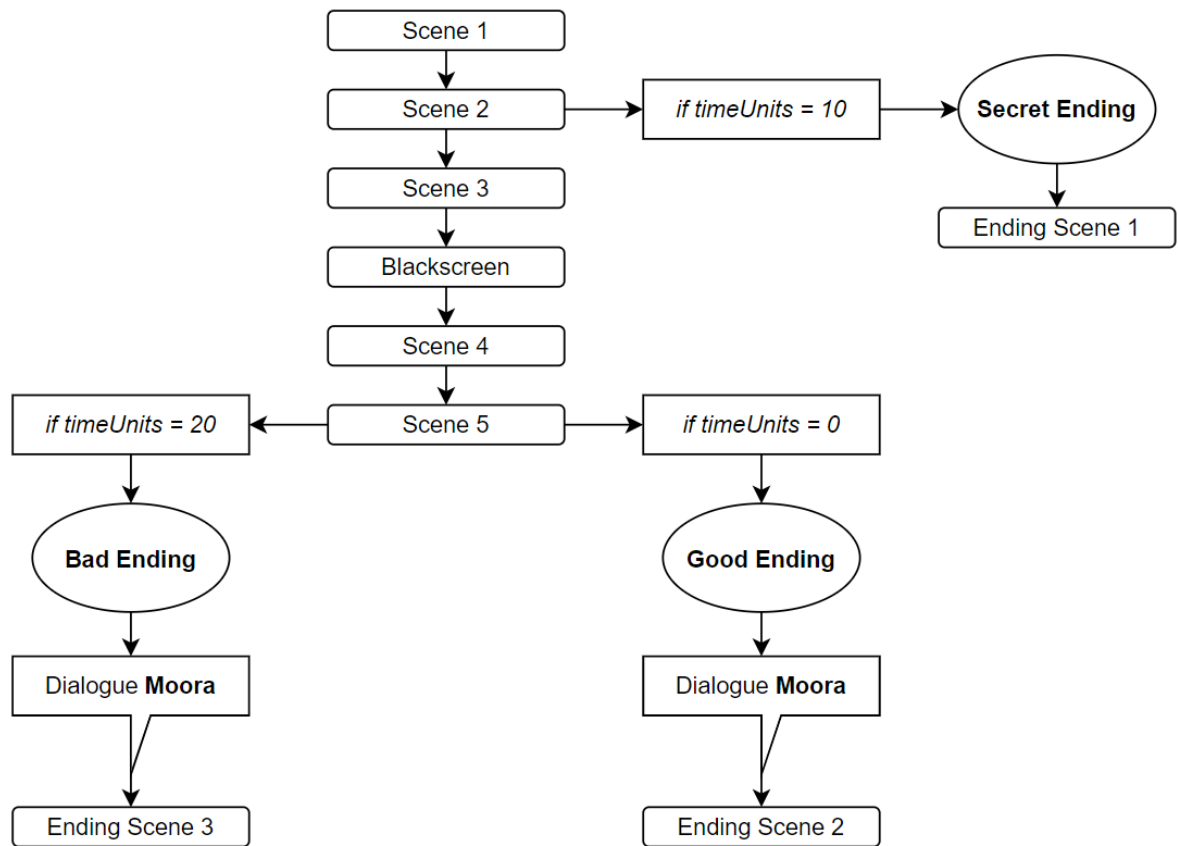 Scene 1
Scene 2
if timeUnits = 10
Secret Ending
Scene 3
Ending Scene 1
Blackscreen
Scene 4
if timeUnits = 20
Scene 5
if timeUnits = 0
Bad Ending
Good Ending
Dialogue Moora
Dialogue Moora
Ending Scene 3
Ending Scene 2